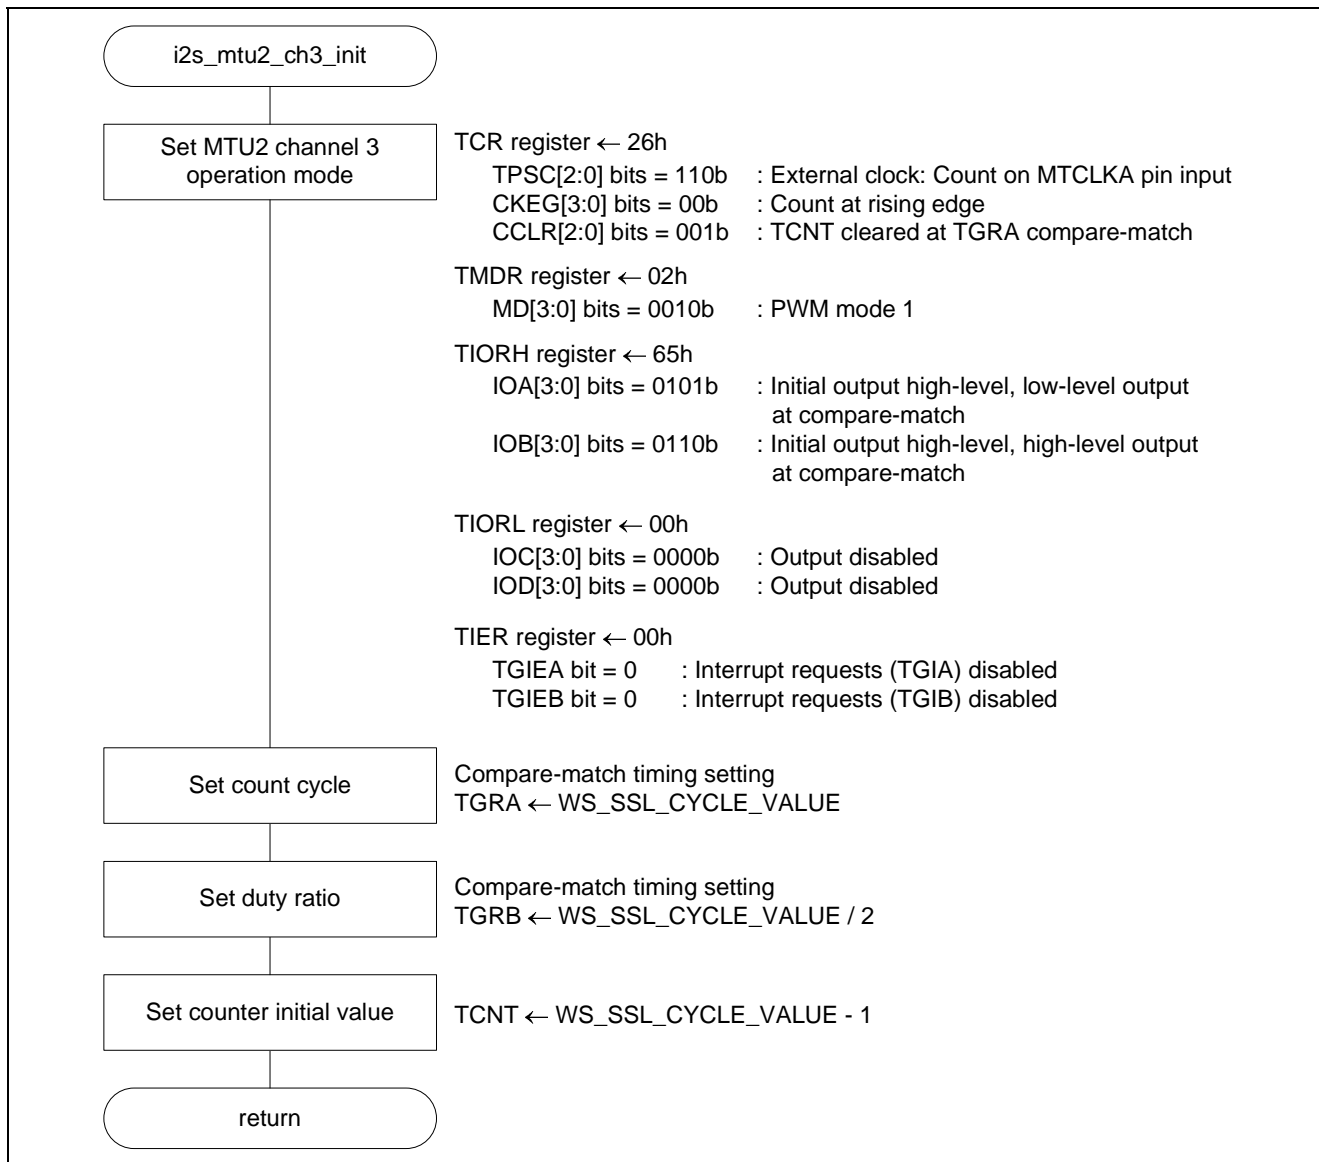 i2s_mtu2_ch3_init
Set MTU2 channel 3
operation mode
TCR register ← 26h
TPSC[2:0] bits = 110b : External clock: Count on MTCLKA pin input
CKEG[3:0] bits = 00b : Count at rising edge
CCLR[2:0] bits = 001b : TCNT cleared at TGRA compare-match
TMDR register ← 02h
MD[3:0] bits = 0010b : PWM mode 1
TIORH register ← 65h
IOA[3:0] bits = 0101b : Initial output high-level, low-level output
at compare-match
IOB[3:0] bits = 0110b : Initial output high-level, high-level output
at compare-match
TIORL register ← 00h
IOC[3:0] bits = 0000b : Output disabled
IOD[3:0] bits = 0000b : Output disabled
TIER register ← 00h
TGIEA bit = 0 : Interrupt requests (TGIA) disabled
TGIEB bit = 0 : Interrupt requests (TGIB) disabled
Set count cycle
Compare-match timing setting
TGRA ← WS_SSL_CYCLE_VALUE
Set duty ratio
Compare-match timing setting
TGRB ← WS_SSL_CYCLE_VALUE / 2
Set counter initial value
TCNT ← WS_SSL_CYCLE_VALUE - 1
return